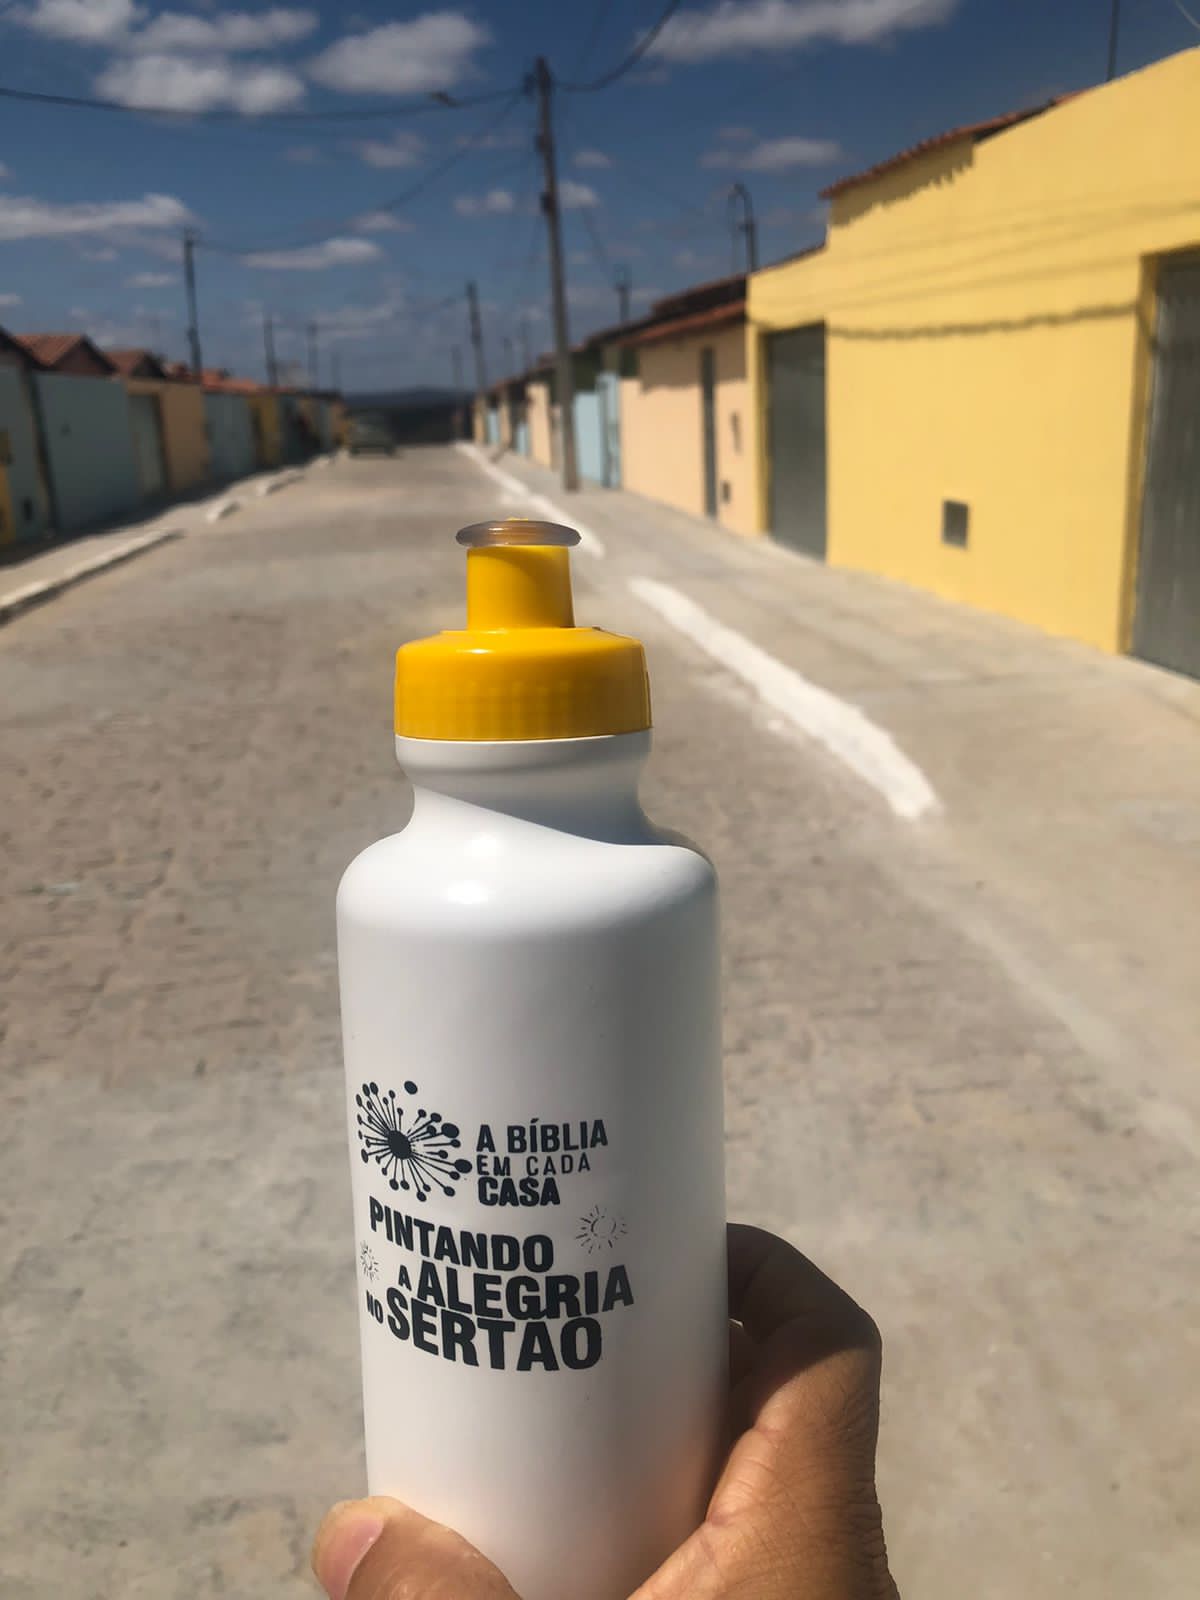 A BÍBLIA
EM CADA
CASA
PINTANDO
A ALEGRIA
NO SERTÃO